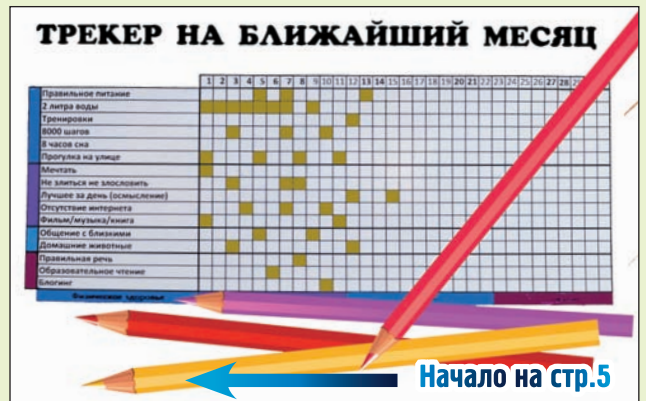 ТРЕКЕР НА БЛИЖАЙШИЙ МЕСЯЦ
1 2 3 4 5 6 7 8 9 10 11 12 13 14 15 16 17 18 19 20 21 22 23 24 25 26 27 28 29
Правильное питание
2 литра воды
Тренировки
8000 шагов
8 часов сна
Прогулка на улице
Мечтать
Не злиться не злословить
Лучшее за день (осмысление)
Отсутствие интернета
Фильм/музыка/книга
Общение с близкими
Домашние животные
Правильная речь
Образовательное чтение
Блогинг
Физическое здоровье
Начало на стр.5